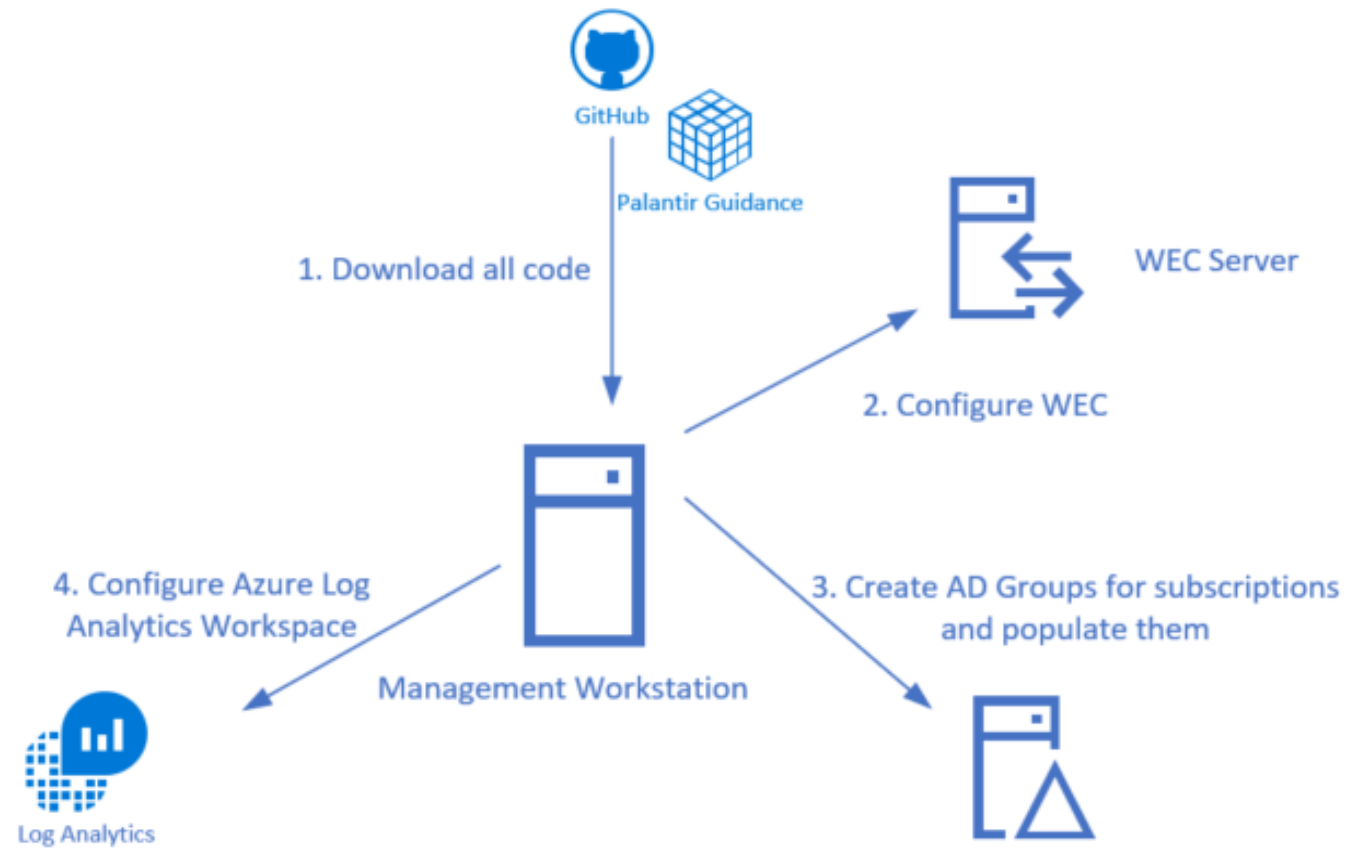 GitHub
Palantir Guidance
1. Download all code
WEC Server
2. Configure WEC
4. Configure Azure Log
Analytics Workspace
3. Create AD Groups for subscriptions
and populate them
Management Workstation
Log Analytics